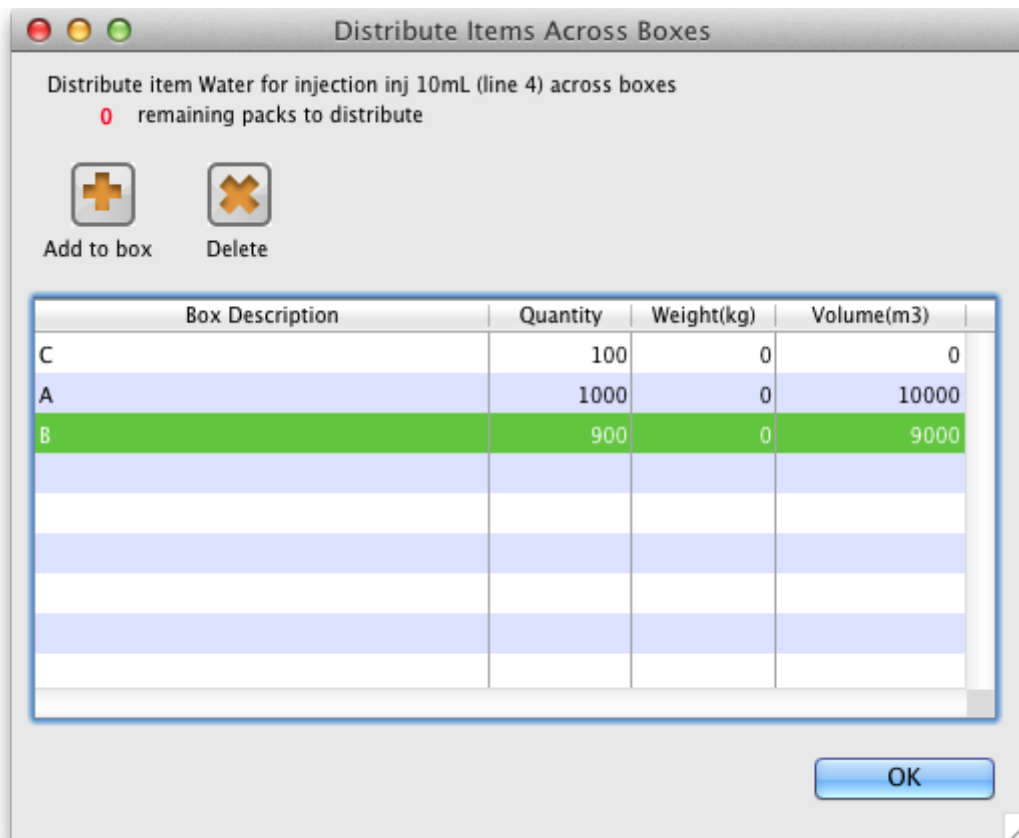 Distribute Items Across Boxes
Distribute item Water for injection inj 10mL (line 4) across boxes
0 remaining packs to distribute
Add to box Delete
Box Description Quantity Weight(kg) Volume(m3)
C 100 0 0
A 1000 0 10000
B 900 0 9000
OK